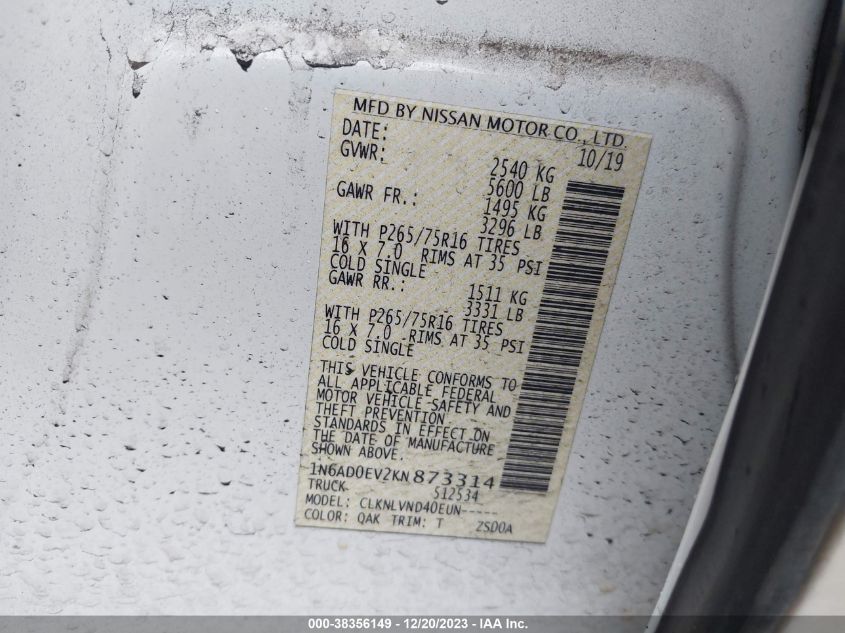 MFD BY NISSAN MOTOR CO., LTD.
DATE: 10/19
GVWR: 2540 KG
5600 LB
GAWR FR.: 1495 KG
3296 LB
WITH P265/75R16 TIRES
16 X 7.0 RIMS AT 35 PSI
COLD SINGLE
GAWR RR.: 1511 KG
3331 LB
WITH P265/75R16 TIRES
16 X 7.0 RIMS AT 35 PSI
COLD SINGLE
THIS VEHICLE CONFORMS TO
ALL APPLICABLE FEDERAL
MOTOR VEHICLE SAFETY AND
THEFT PREVENTION
STANDARDS IN EFFECT ON
THE DATE OF MANUFACTURE
SHOWN ABOVE.
1N6AD0EV2KN873314
TRUCK 512534
MODEL: CLKNLVND40EUN-----
COLOR: QAK TRIM: T ZSD0A
000-38356149 - 12/20/2023 - IAA Inc.